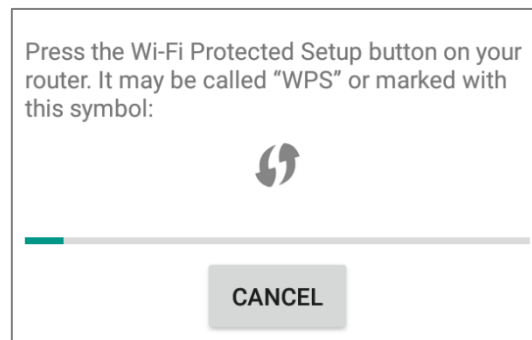 Press the Wi-Fi Protected Setup button on your
router. It may be called “WPS” or marked with
this symbol:
CANCEL